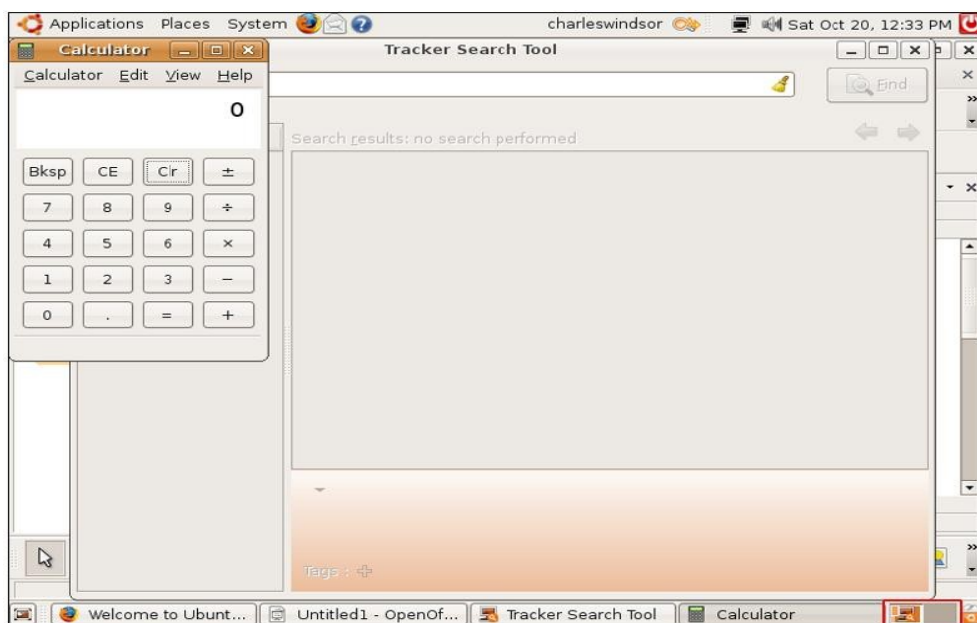 Applications Places System charleswindsor Sat Oct 20, 12:33 PM
Calculator
Tracker Search Tool
Calculator Edit View Help
Find
0
Search results: no search performed
Bksp CE Clr ±
7 8 9 ÷
4 5 6 ×
1 2 3 −
0 . = +
Tags :
Welcome to Ubunt... Untitled1 - OpenOf... Tracker Search Tool Calculator